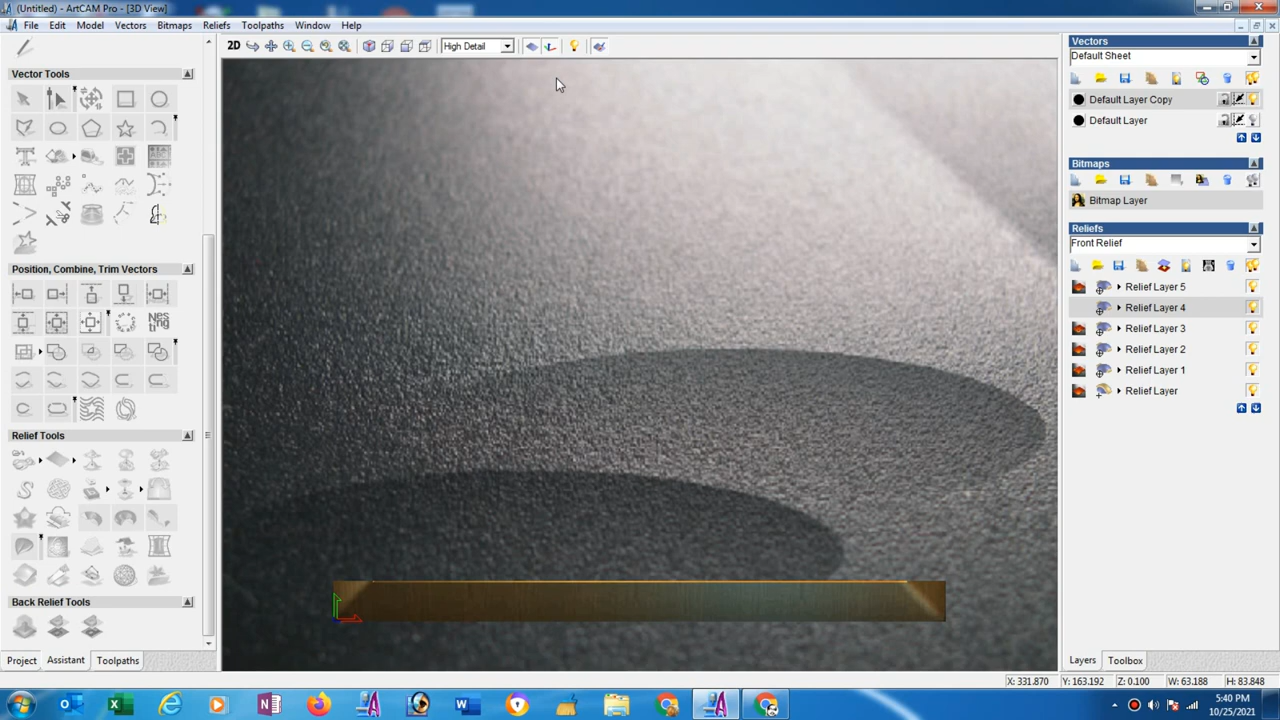 (Untitled) - ArtCAM Pro - [3D View]
File Edit Model Vectors Bitmaps Reliefs Toolpaths Window Help
2D High Detail
Vector Tools
Position, Combine, Trim Vectors
Nes ting
Relief Tools
Back Relief Tools
Project Assistant Toolpaths
Vectors
Default Sheet
Default Layer Copy
Default Layer
Bitmaps
Bitmap Layer
Reliefs
Front Relief
Relief Layer 5
Relief Layer 4
Relief Layer 3
Relief Layer 2
Relief Layer 1
Relief Layer
Layers Toolbox
X: 331.870 Y: 163.192 Z: 0.100 W: 63.188 H: 83.848
5:40 PM
10/25/2021